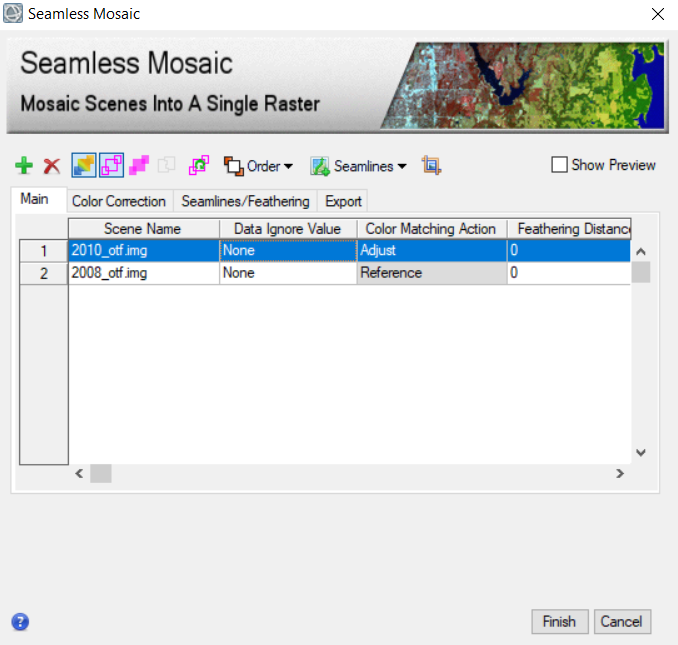 Seamless Mosaic
Seamless Mosaic
Mosaic Scenes Into A Single Raster
Order Seamlines Show Preview
Main Color Correction Seamlines/Feathering Export
Scene Name Data Ignore Value Color Matching Action Feathering Distance
1 2010_otf.img None Adjust 0
2 2008_otf.img None Reference 0
? Finish Cancel